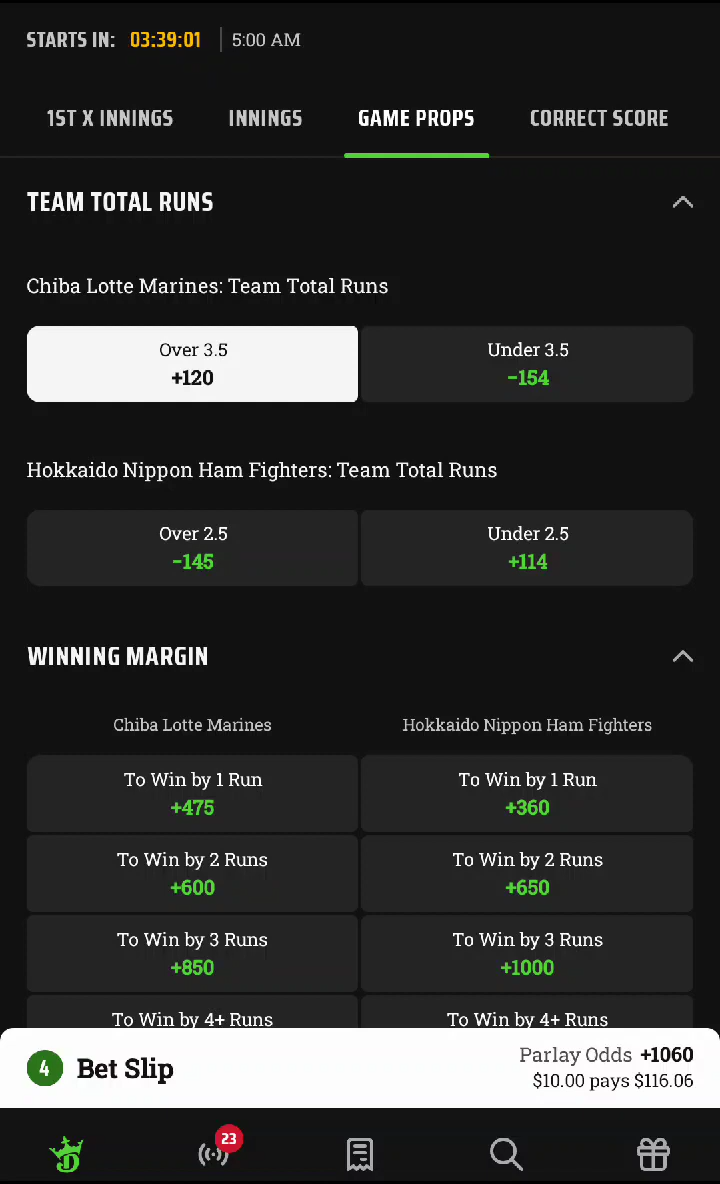 STARTS IN: 03:39:01 5:00 AM
1ST X INNINGS INNINGS GAME PROPS CORRECT SCORE
TEAM TOTAL RUNS
Chiba Lotte Marines: Team Total Runs
Over 3.5 Under 3.5
+120 −154
Hokkaido Nippon Ham Fighters: Team Total Runs
Over 2.5 Under 2.5
−145 +114
WINNING MARGIN
Chiba Lotte Marines Hokkaido Nippon Ham Fighters
To Win by 1 Run To Win by 1 Run
+475 +360
To Win by 2 Runs To Win by 2 Runs
+600 +650
To Win by 3 Runs To Win by 3 Runs
+850 +1000
To Win by 4+ Runs To Win by 4+ Runs
4 Bet Slip Parlay Odds +1060
$10.00 pays $116.06
23